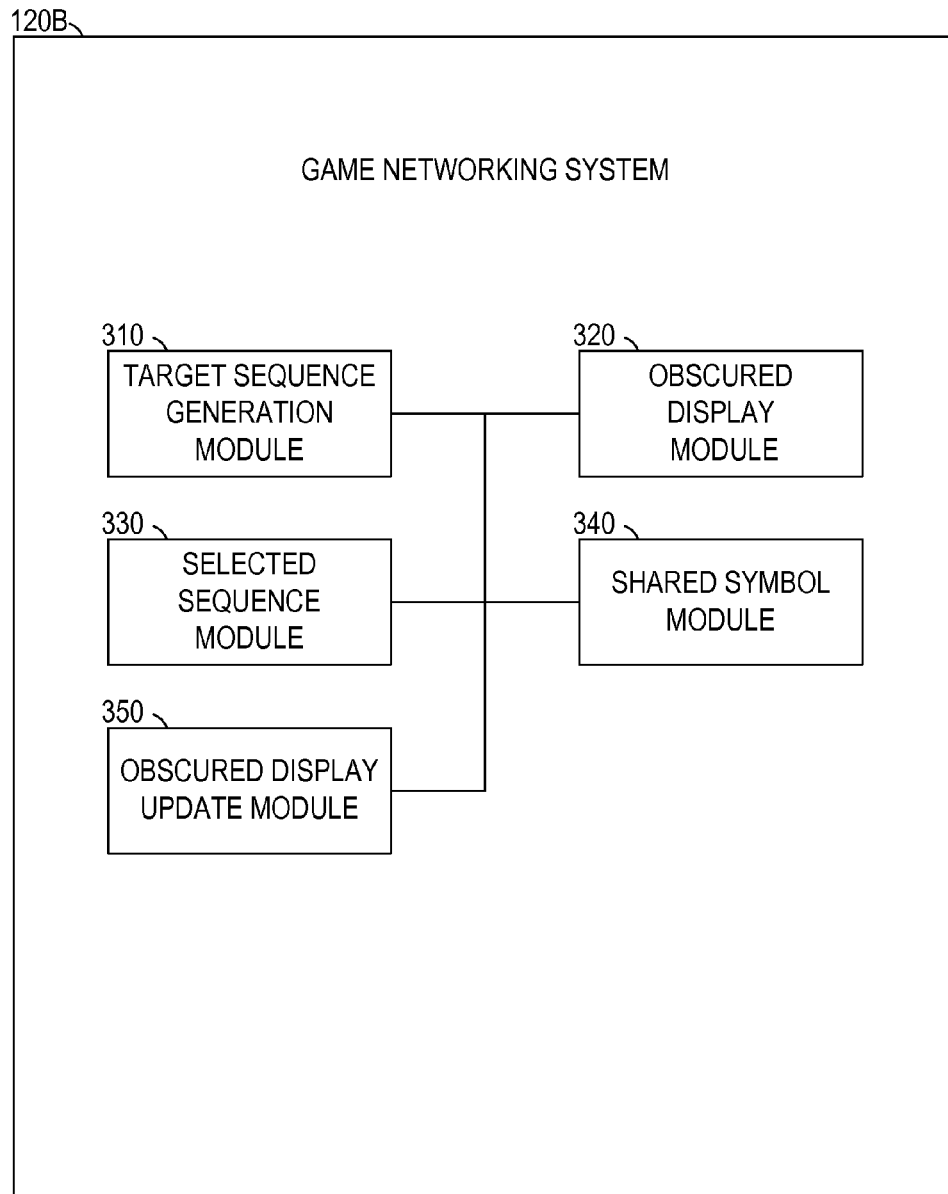 120B
GAME NETWORKING SYSTEM
310
TARGET SEQUENCE
GENERATION
MODULE
320
OBSCURED
DISPLAY
MODULE
330
SELECTED
SEQUENCE
MODULE
340
SHARED SYMBOL
MODULE
350
OBSCURED DISPLAY
UPDATE MODULE